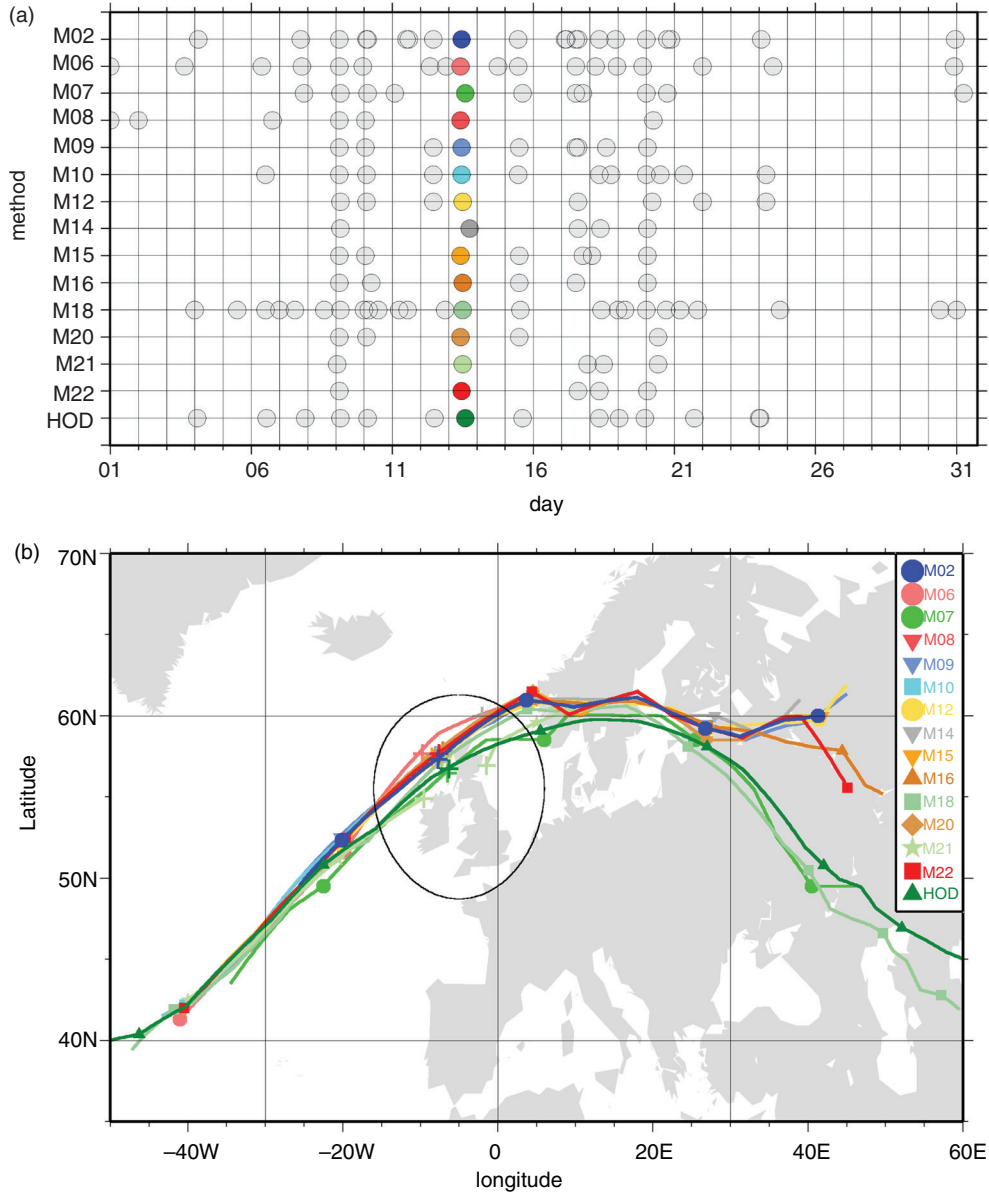 (a)
M02
M06
M07
M08
M09
M10
M12
M14
M15
M16
M18
M20
M21
M22
HOD
method
01 06 11 16 21 26 31
day
(b)
70N
60N
50N
40N
Latitude
M02
M06
M07
M08
M09
M10
M12
M14
M15
M16
M18
M20
M21
M22
HOD
−40W −20W 0 20E 40E 60E
longitude